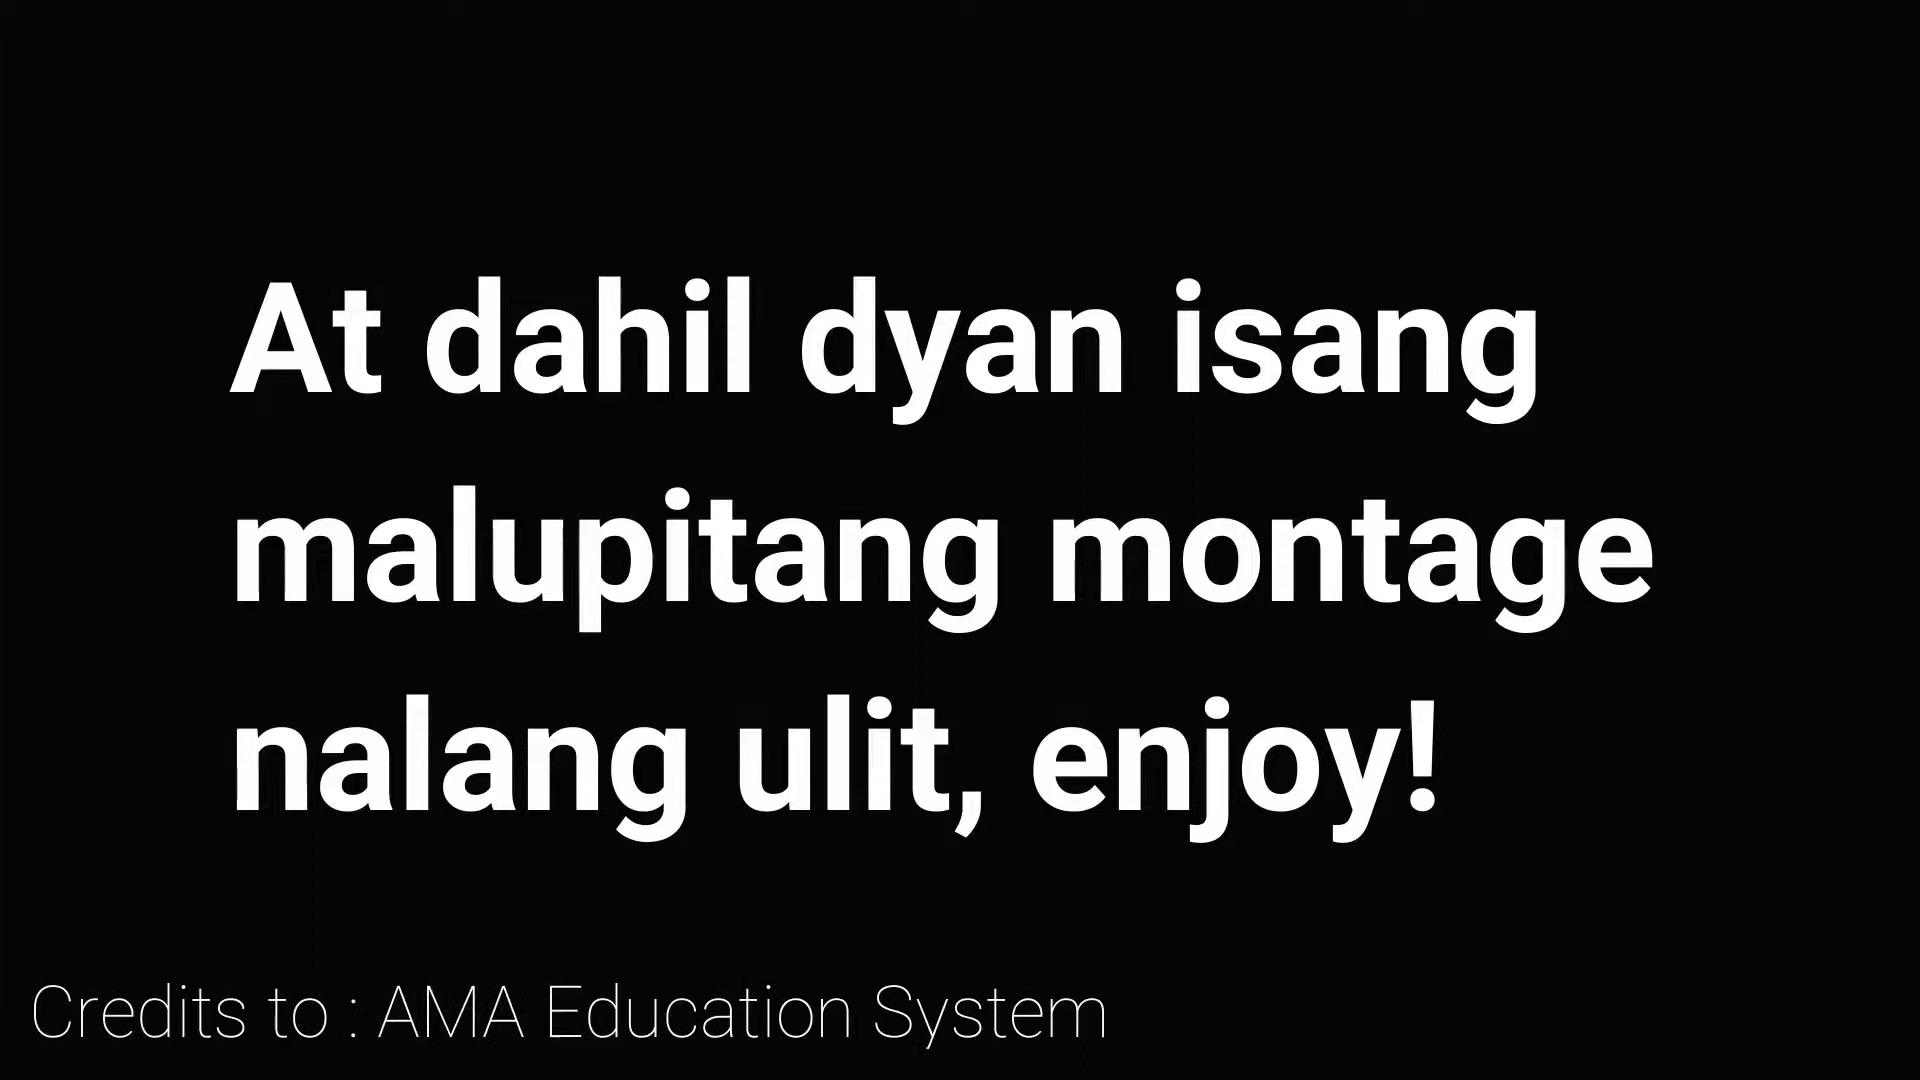 At dahil dyan isang
malupitang montage
nalang ulit, enjoy!
Credits to : AMA Education System